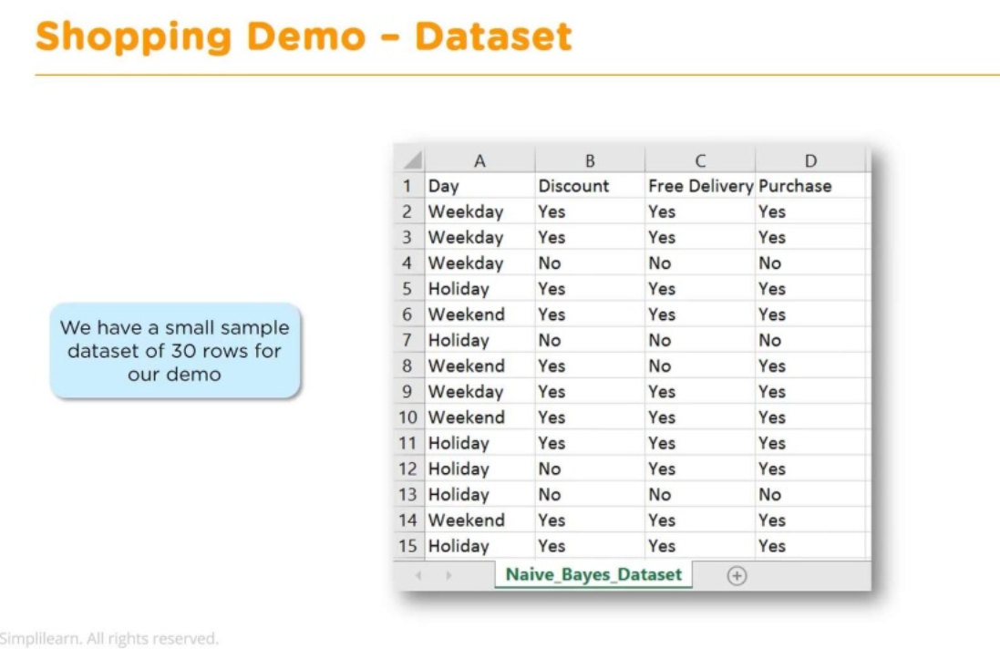 Shopping Demo – Dataset
We have a small sample
dataset of 30 rows for
our demo
A B C D
1 Day Discount Free Delivery Purchase
2 Weekday Yes Yes Yes
3 Weekday Yes Yes Yes
4 Weekday No No No
5 Holiday Yes Yes Yes
6 Weekend Yes Yes Yes
7 Holiday No No No
8 Weekend Yes No Yes
9 Weekday Yes Yes Yes
10 Weekend Yes Yes Yes
11 Holiday Yes Yes Yes
12 Holiday No Yes Yes
13 Holiday No No No
14 Weekend Yes Yes Yes
15 Holiday Yes Yes Yes
Naive_Bayes_Dataset
Simplilearn. All rights reserved.